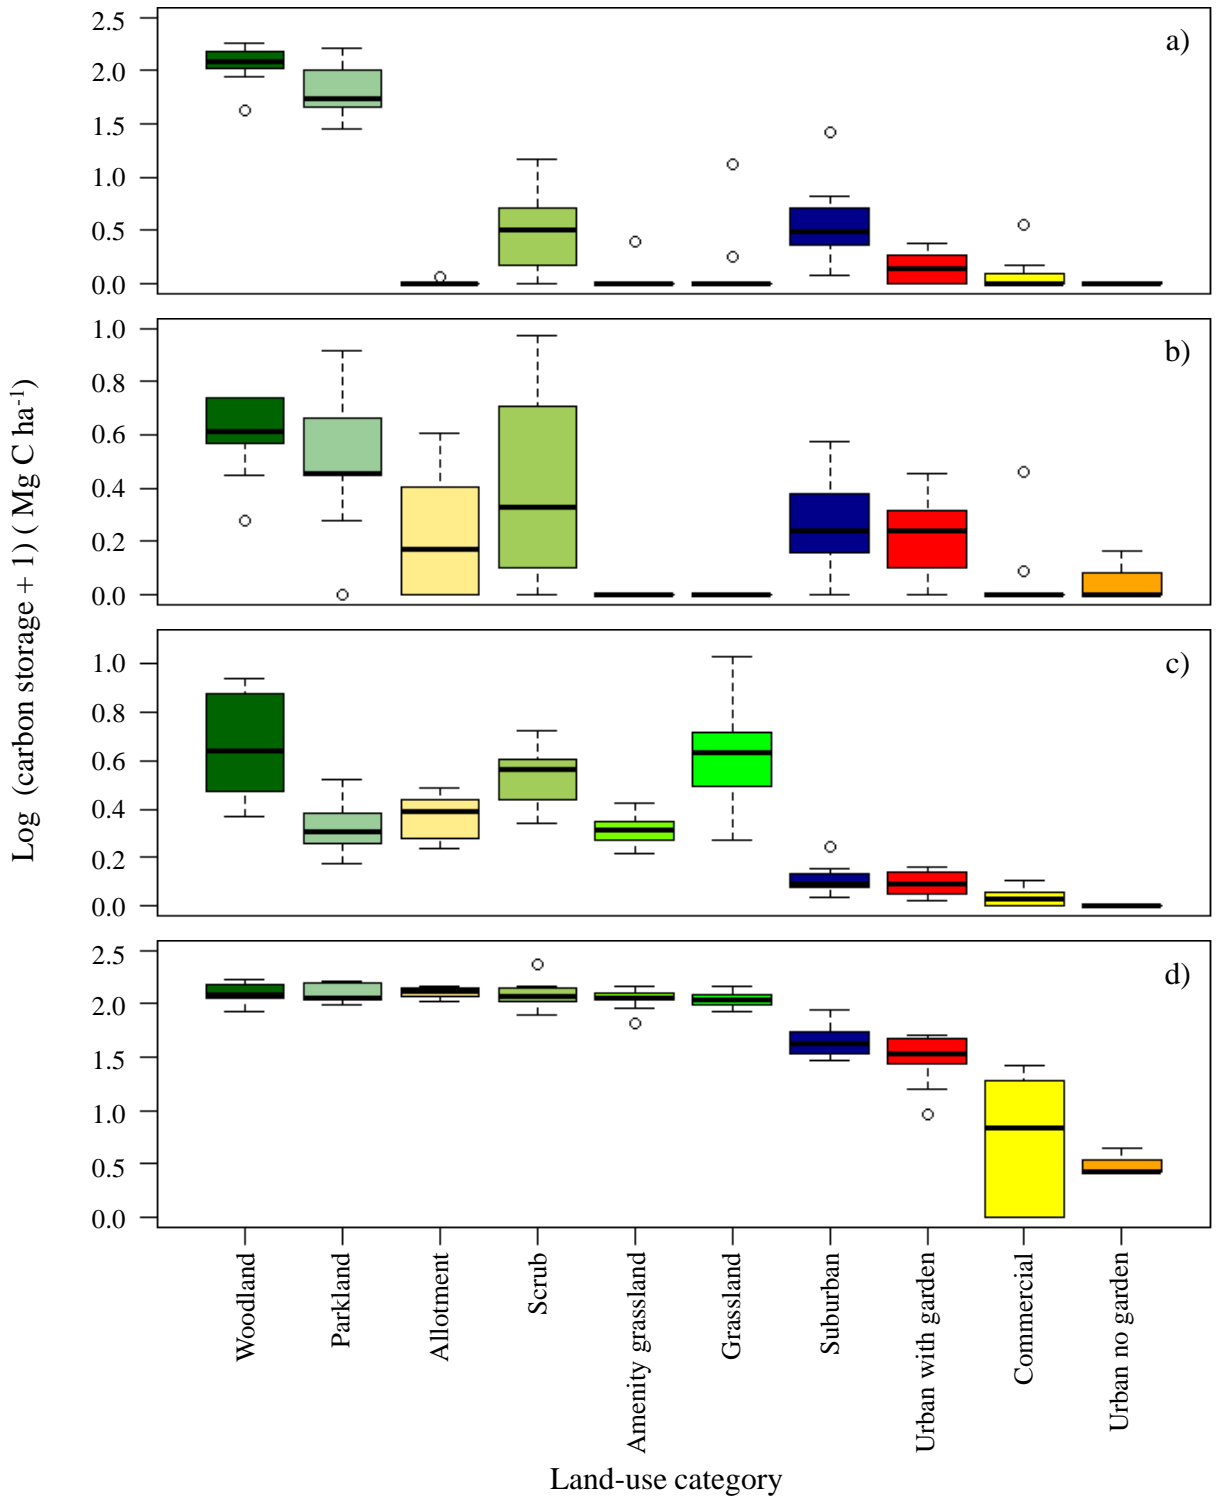 Log (carbon storage + 1) ( Mg C ha-1)
a)
2.5
2.0
1.5
1.0
0.5
0.0
b)
1.0
0.8
0.6
0.4
0.2
0.0
c)
1.0
0.8
0.6
0.4
0.2
0.0
d)
2.5
2.0
1.5
1.0
0.5
0.0
Woodland
Parkland
Allotment
Scrub
Amenity grassland
Grassland
Suburban
Urban with garden
Commercial
Urban no garden
Land-use category